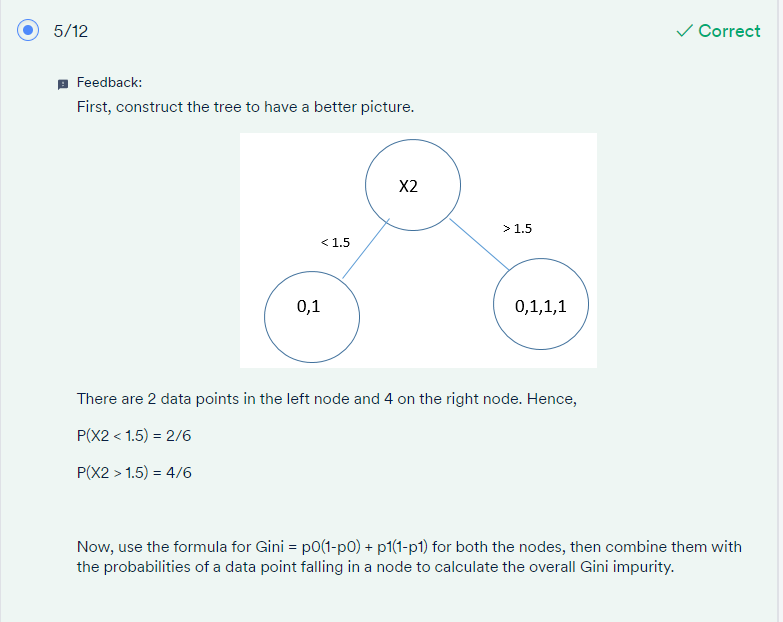 5/12
Correct
Feedback:
First, construct the tree to have a better picture.
X2
< 1.5
> 1.5
0,1
0,1,1,1
There are 2 data points in the left node and 4 on the right node. Hence,
P(X2 < 1.5) = 2/6
P(X2 > 1.5) = 4/6
Now, use the formula for Gini = p0(1-p0) + p1(1-p1) for both the nodes, then combine them with
the probabilities of a data point falling in a node to calculate the overall Gini impurity.